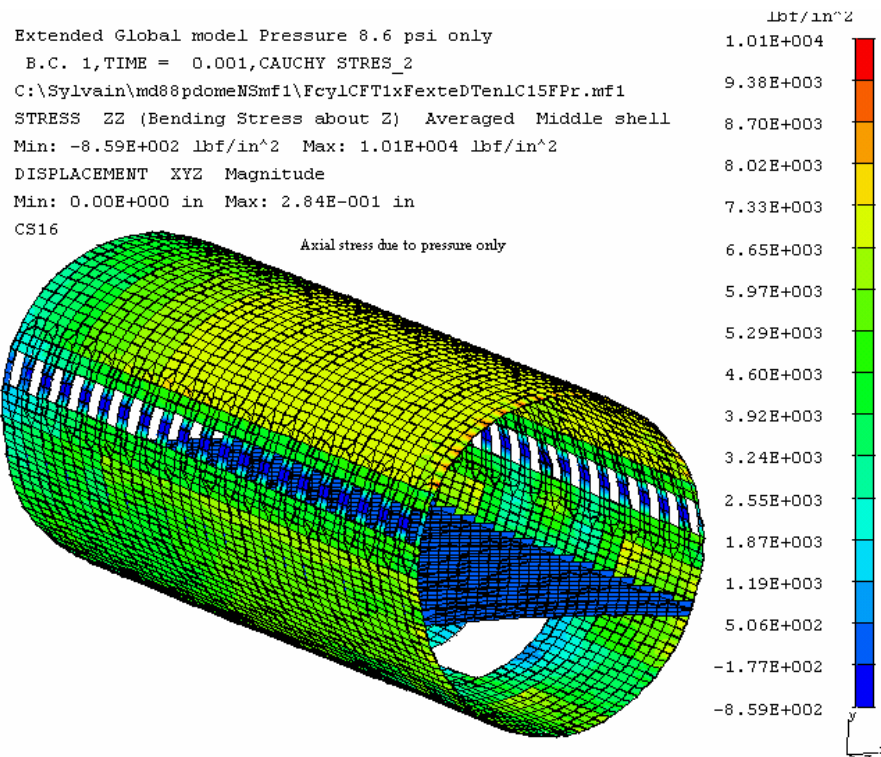 Extended Global model Pressure 8.6 psi only
B.C. 1,TIME = 0.001,CAUCHY STRES_2
C:\Sylvain\md88pdomeNSmf1\FcylCFT1xFexteDTenlC15FPr.mf1
STRESS ZZ (Bending Stress about Z) Averaged Middle shell
Min: -8.59E+002 lbf/in^2 Max: 1.01E+004 lbf/in^2
DISPLACEMENT XYZ Magnitude
Min: 0.00E+000 in Max: 2.84E-001 in
CS16
Axial stress due to pressure only
lbf/in^2
1.01E+004
9.38E+003
8.70E+003
8.02E+003
7.33E+003
6.65E+003
5.97E+003
5.29E+003
4.60E+003
3.92E+003
3.24E+003
2.55E+003
1.87E+003
1.19E+003
5.06E+002
-1.77E+002
-8.59E+002
y